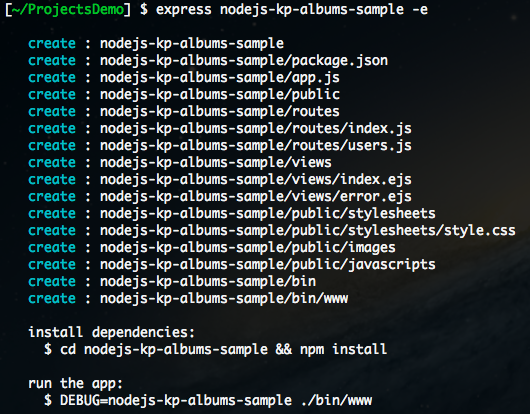 [~/ProjectsDemo] $ express nodejs-kp-albums-sample -e
create : nodejs-kp-albums-sample
create : nodejs-kp-albums-sample/package.json
create : nodejs-kp-albums-sample/app.js
create : nodejs-kp-albums-sample/public
create : nodejs-kp-albums-sample/routes
create : nodejs-kp-albums-sample/routes/index.js
create : nodejs-kp-albums-sample/routes/users.js
create : nodejs-kp-albums-sample/views
create : nodejs-kp-albums-sample/views/index.ejs
create : nodejs-kp-albums-sample/views/error.ejs
create : nodejs-kp-albums-sample/public/stylesheets
create : nodejs-kp-albums-sample/public/stylesheets/style.css
create : nodejs-kp-albums-sample/public/images
create : nodejs-kp-albums-sample/public/javascripts
create : nodejs-kp-albums-sample/bin
create : nodejs-kp-albums-sample/bin/www
install dependencies:
$ cd nodejs-kp-albums-sample && npm install
run the app:
$ DEBUG=nodejs-kp-albums-sample ./bin/www